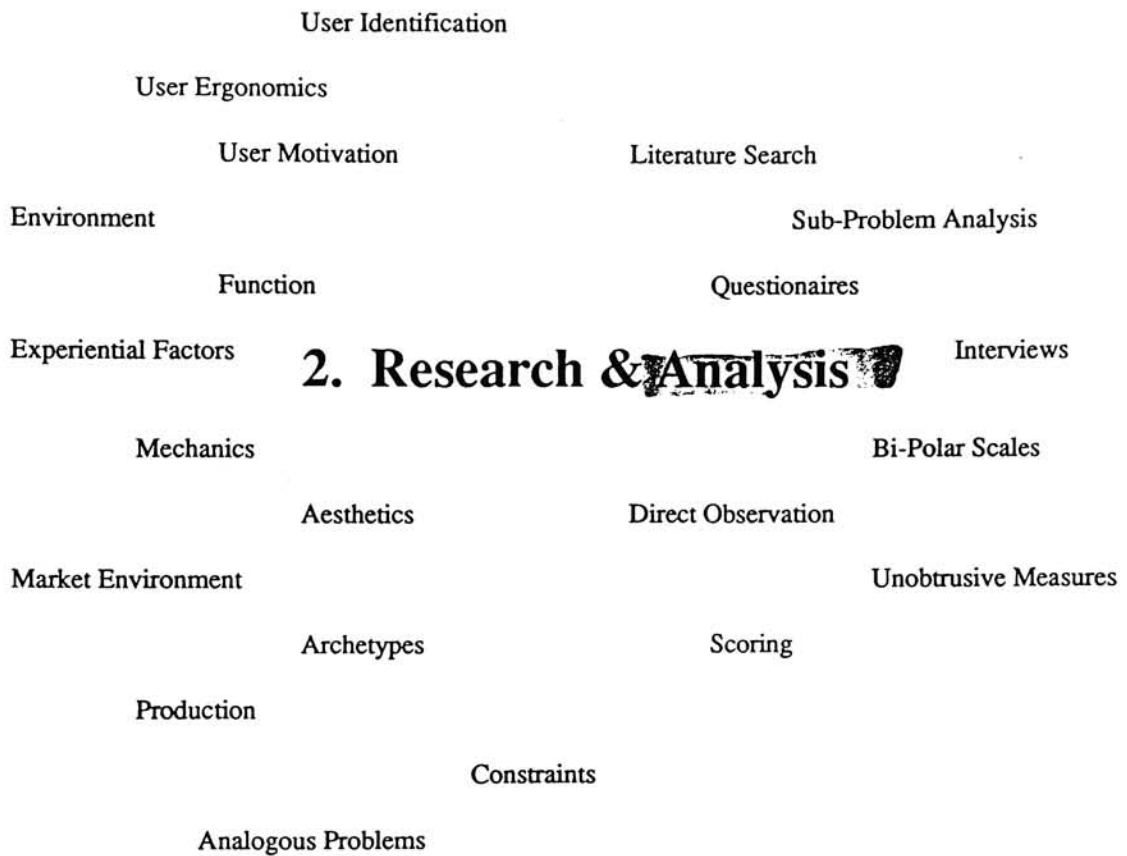 User Identification
User Ergonomics
User Motivation Literature Search
Environment Sub-Problem Analysis
Function Questionaires
Experiential Factors 2. Research & Analysis Interviews
Mechanics Bi-Polar Scales
Aesthetics Direct Observation
Market Environment Unobtrusive Measures
Archetypes Scoring
Production
Constraints
Analogous Problems